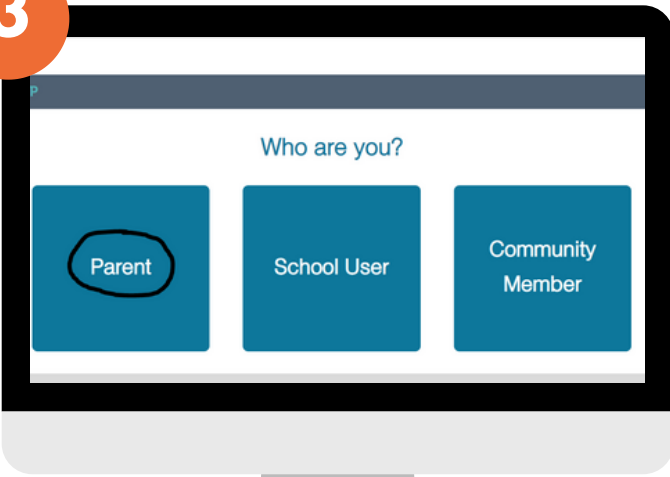 3
P
Who are you?
Parent
School User
Community
Member